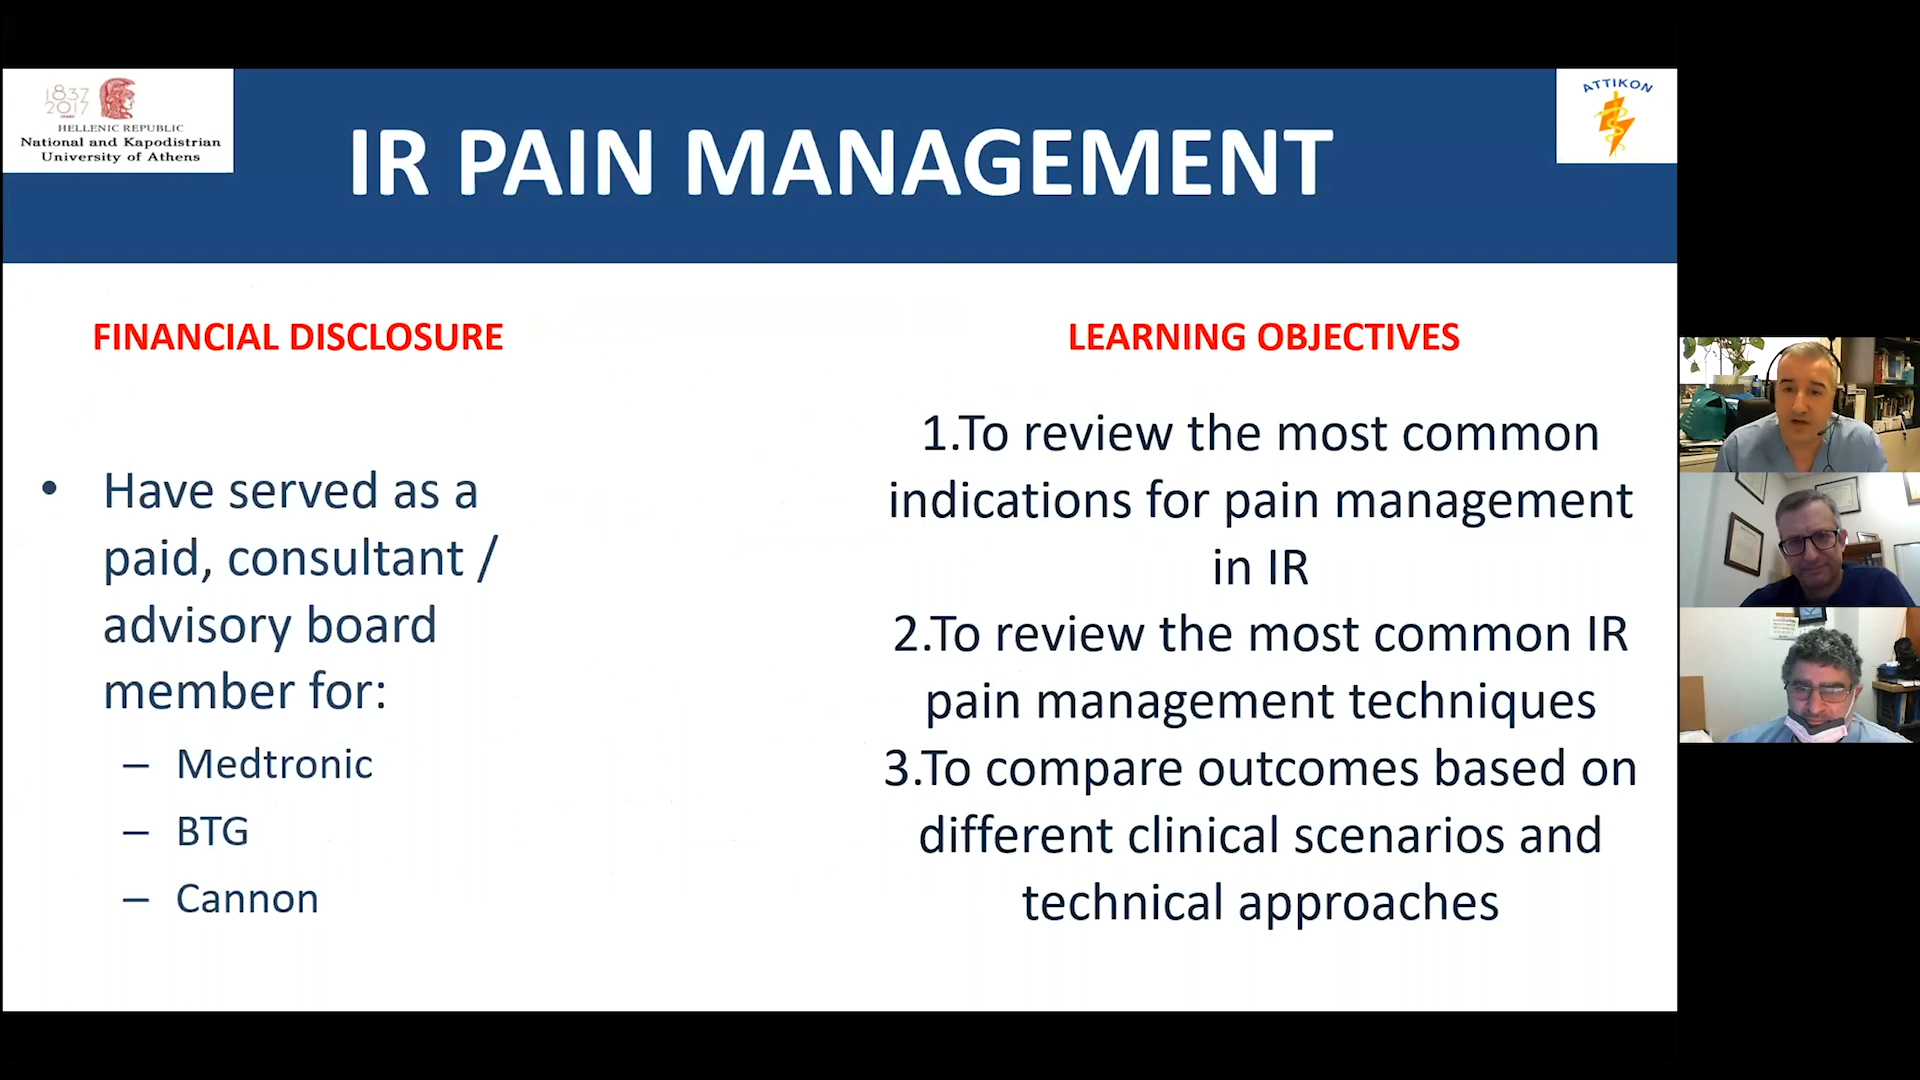 1837
2017
HELLENIC REPUBLIC
National and Kapodistrian
University of Athens
IR PAIN MANAGEMENT
ATTIKON
FINANCIAL DISCLOSURE
• Have served as a
paid, consultant /
advisory board
member for:
– Medtronic
– BTG
– Cannon
LEARNING OBJECTIVES
1.To review the most common
indications for pain management
in IR
2.To review the most common IR
pain management techniques
3.To compare outcomes based on
different clinical scenarios and
technical approaches